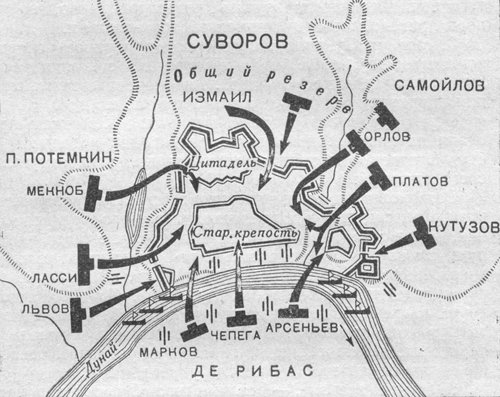 СУВОРОВ
Общий резерв
САМОЙЛОВ
ИЗМАИЛ
ОРЛОВ
Цитадель
П. ПОТЕМКИН
ПЛАТОВ
МЕКНОБ
КУТУЗОВ
Стар. крепость
ЛАССИ
ЛЬВОВ
АРСЕНЬЕВ
ЧЕПЕГА
МАРКОВ
Дунай
ДЕ РИБАС